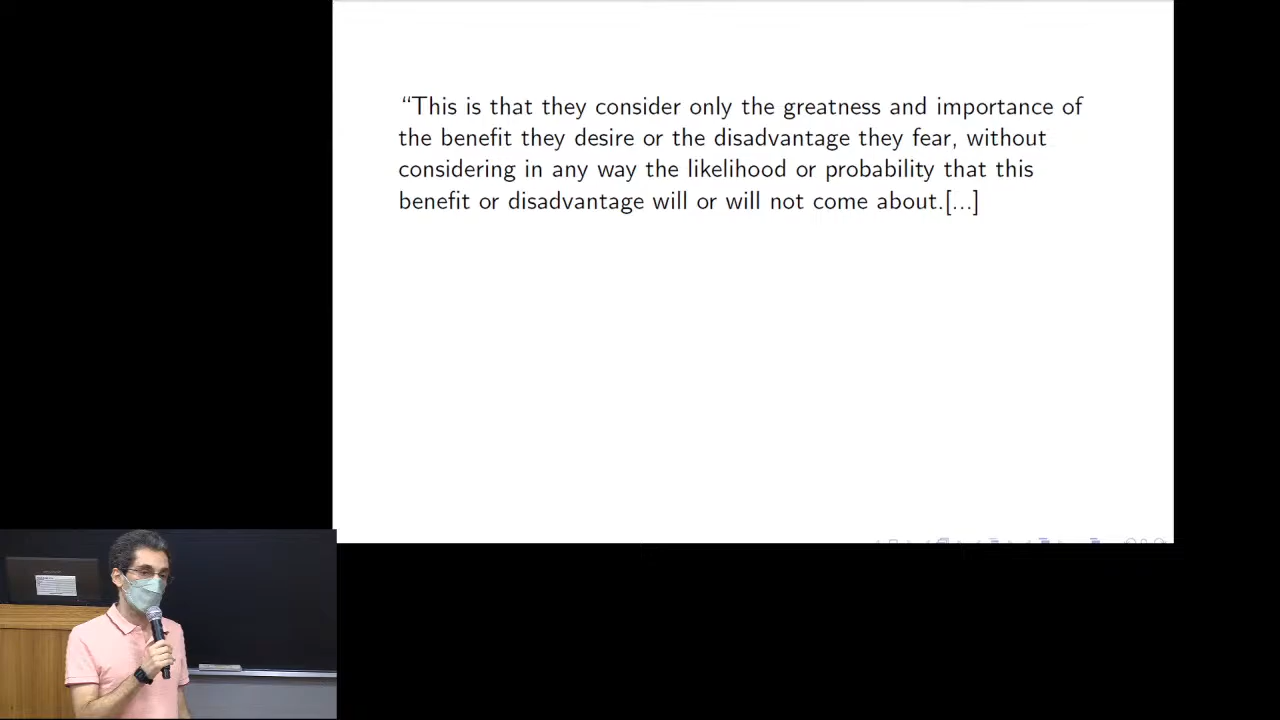 “This is that they consider only the greatness and importance of
the benefit they desire or the disadvantage they fear, without
considering in any way the likelihood or probability that this
benefit or disadvantage will or will not come about.[...]